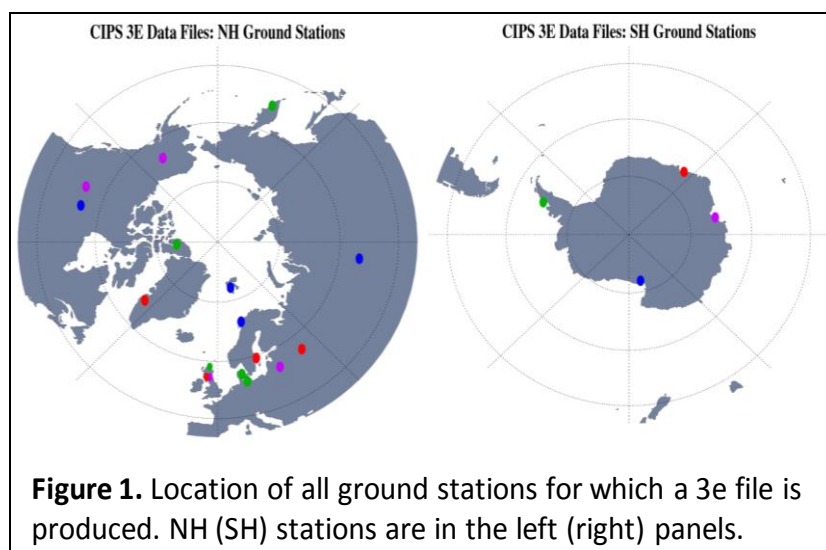 CIPS 3E Data Files: NH Ground Stations
CIPS 3E Data Files: SH Ground Stations
Figure 1. Location of all ground stations for which a 3e file is
produced. NH (SH) stations are in the left (right) panels.